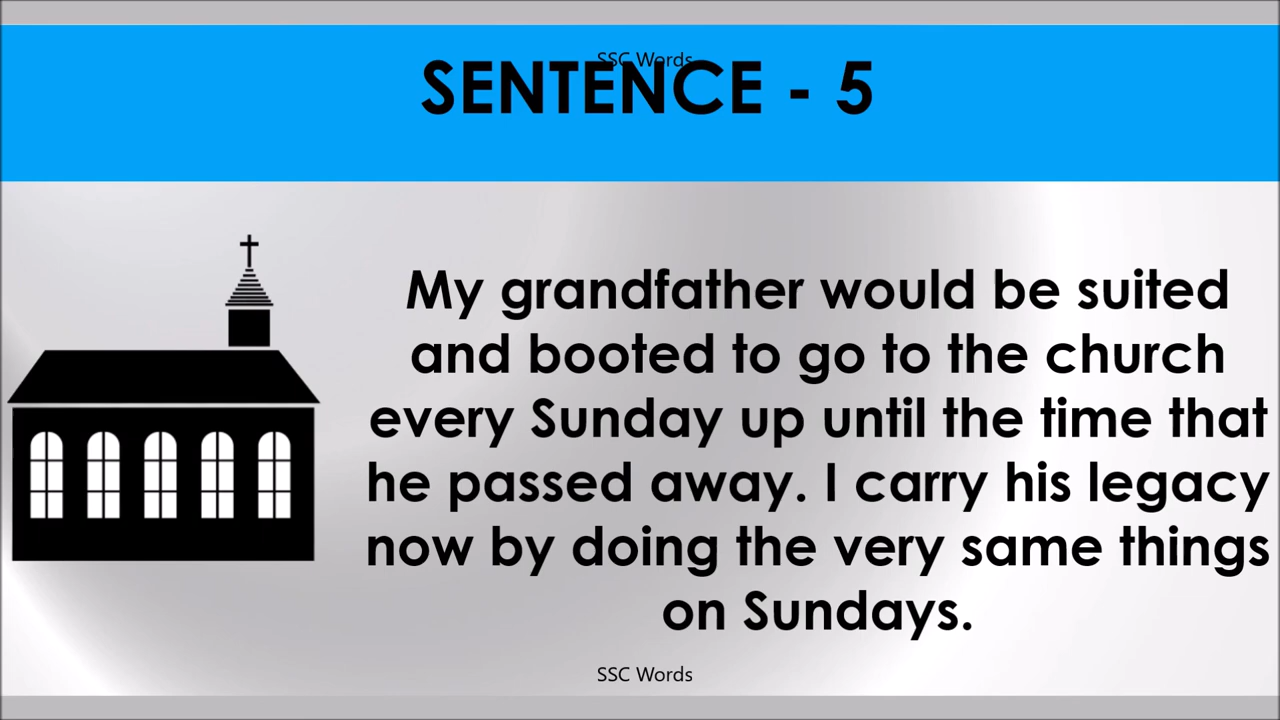 SSC Words
SENTENCE - 5
My grandfather would be suited
and booted to go to the church
every Sunday up until the time that
he passed away. I carry his legacy
now by doing the very same things
on Sundays.
SSC Words